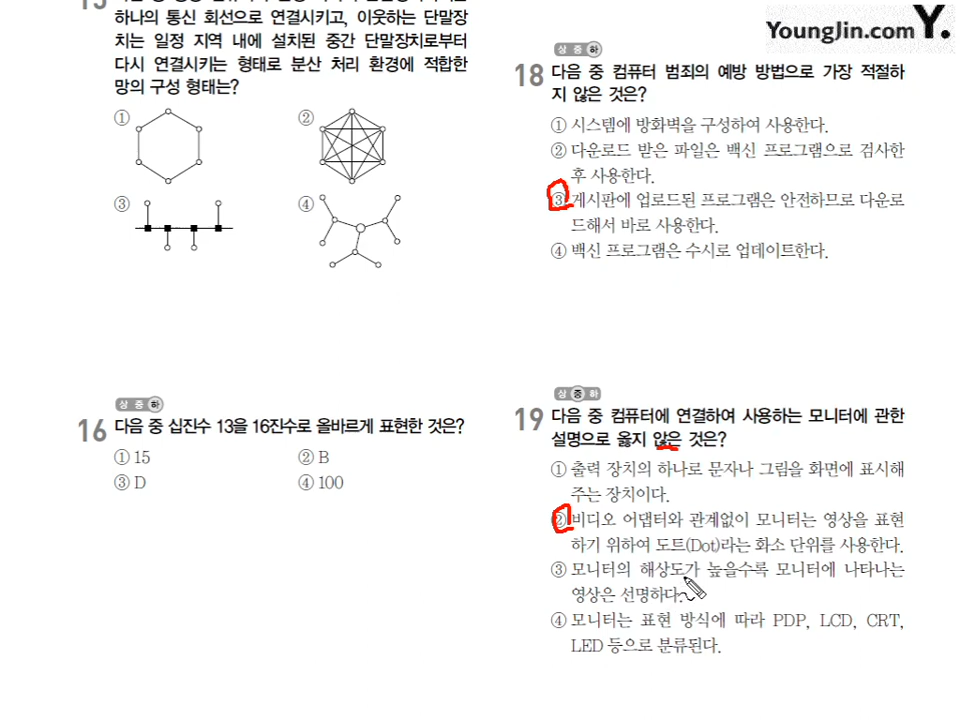 하나의 통신 회선으로 연결시키고, 이웃하는 단말장
치는 일정 지역 내에 설치된 중간 단말장치로부터
다시 연결시키는 형태로 분산 처리 환경에 적합한
망의 구성 형태는?
① ②
③ ④
상 중 하
16 다음 중 십진수 13을 16진수로 올바르게 표현한 것은?
① 15 ② B
③ D ④ 100
YoungJin.com Y.
상 중 하
18 다음 중 컴퓨터 범죄의 예방 방법으로 가장 적절하
지 않은 것은?
① 시스템에 방화벽을 구성하여 사용한다.
② 다운로드 받은 파일은 백신 프로그램으로 검사한
후 사용한다.
③ 게시판에 업로드된 프로그램은 안전하므로 다운로
드해서 바로 사용한다.
④ 백신 프로그램은 수시로 업데이트한다.
상 중 하
19 다음 중 컴퓨터에 연결하여 사용하는 모니터에 관한
설명으로 옳지 않은 것은?
① 출력 장치의 하나로 문자나 그림을 화면에 표시해
주는 장치이다.
② 비디오 어댑터와 관계없이 모니터는 영상을 표현
하기 위하여 도트(Dot)라는 화소 단위를 사용한다.
③ 모니터의 해상도가 높을수록 모니터에 나타나는
영상은 선명하다.
④ 모니터는 표현 방식에 따라 PDP, LCD, CRT,
LED 등으로 분류된다.